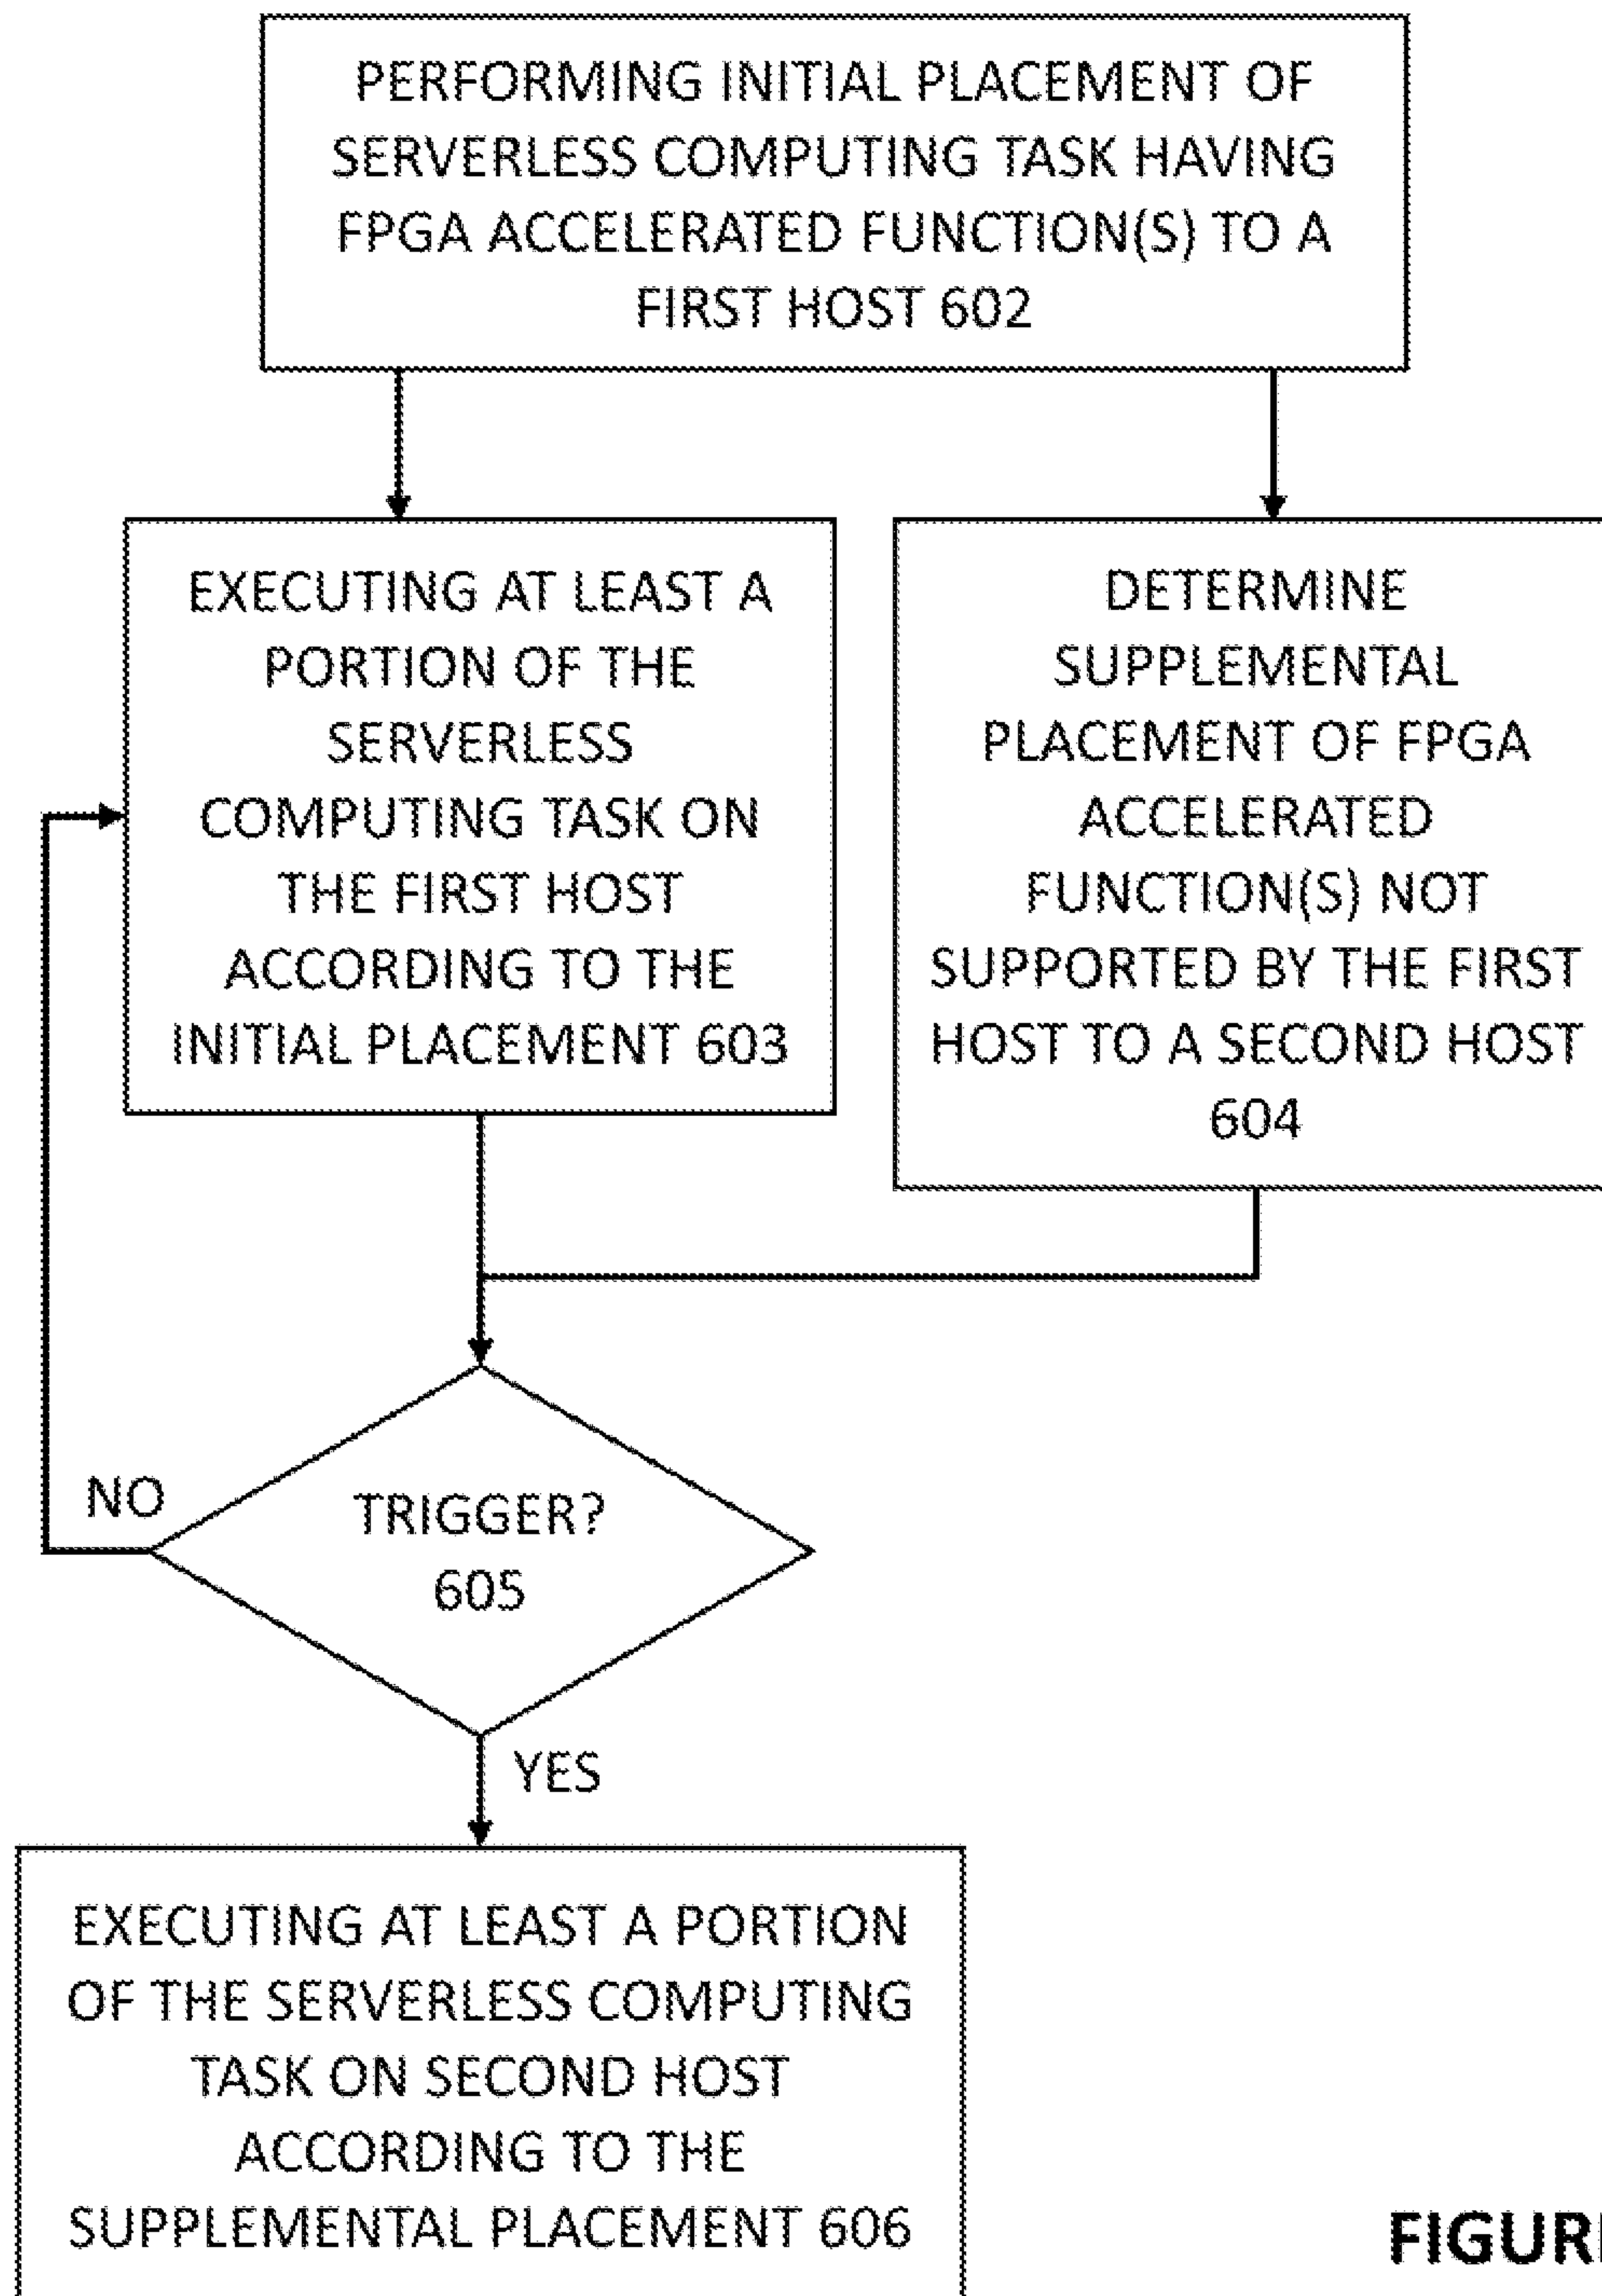 PERFORMING INITIAL PLACEMENT OF
SERVERLESS COMPUTING TASK HAVING
FPGA ACCELERATED FUNCTION(S) TO A
FIRST HOST 602
EXECUTING AT LEAST A
PORTION OF THE
SERVERLESS
COMPUTING TASK ON
THE FIRST HOST
ACCORDING TO THE
INITIAL PLACEMENT 603
DETERMINE
SUPPLEMENTAL
PLACEMENT OF FPGA
ACCELERATED
FUNCTION(S) NOT
SUPPORTED BY THE FIRST
HOST TO A SECOND HOST
604
TRIGGER?
605
NO
YES
EXECUTING AT LEAST A PORTION
OF THE SERVERLESS COMPUTING
TASK ON SECOND HOST
ACCORDING TO THE
SUPPLEMENTAL PLACEMENT 606